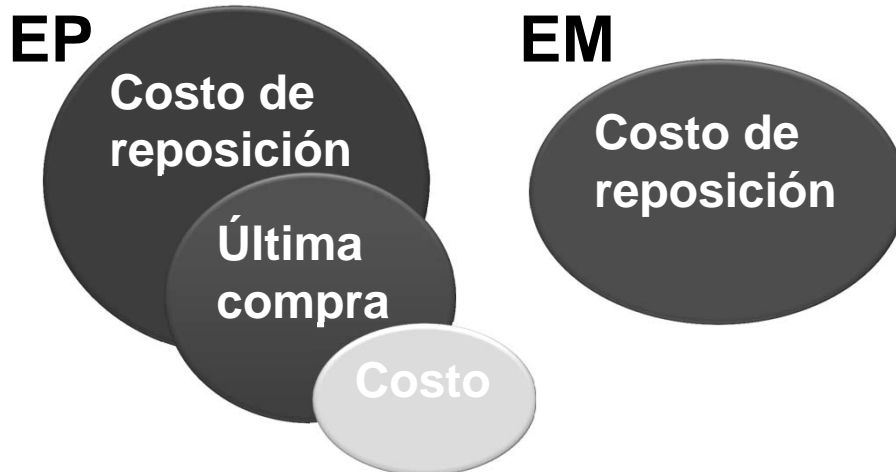 EP
Costo de
reposición
Última
compra
Costo
EM
Costo de
reposición